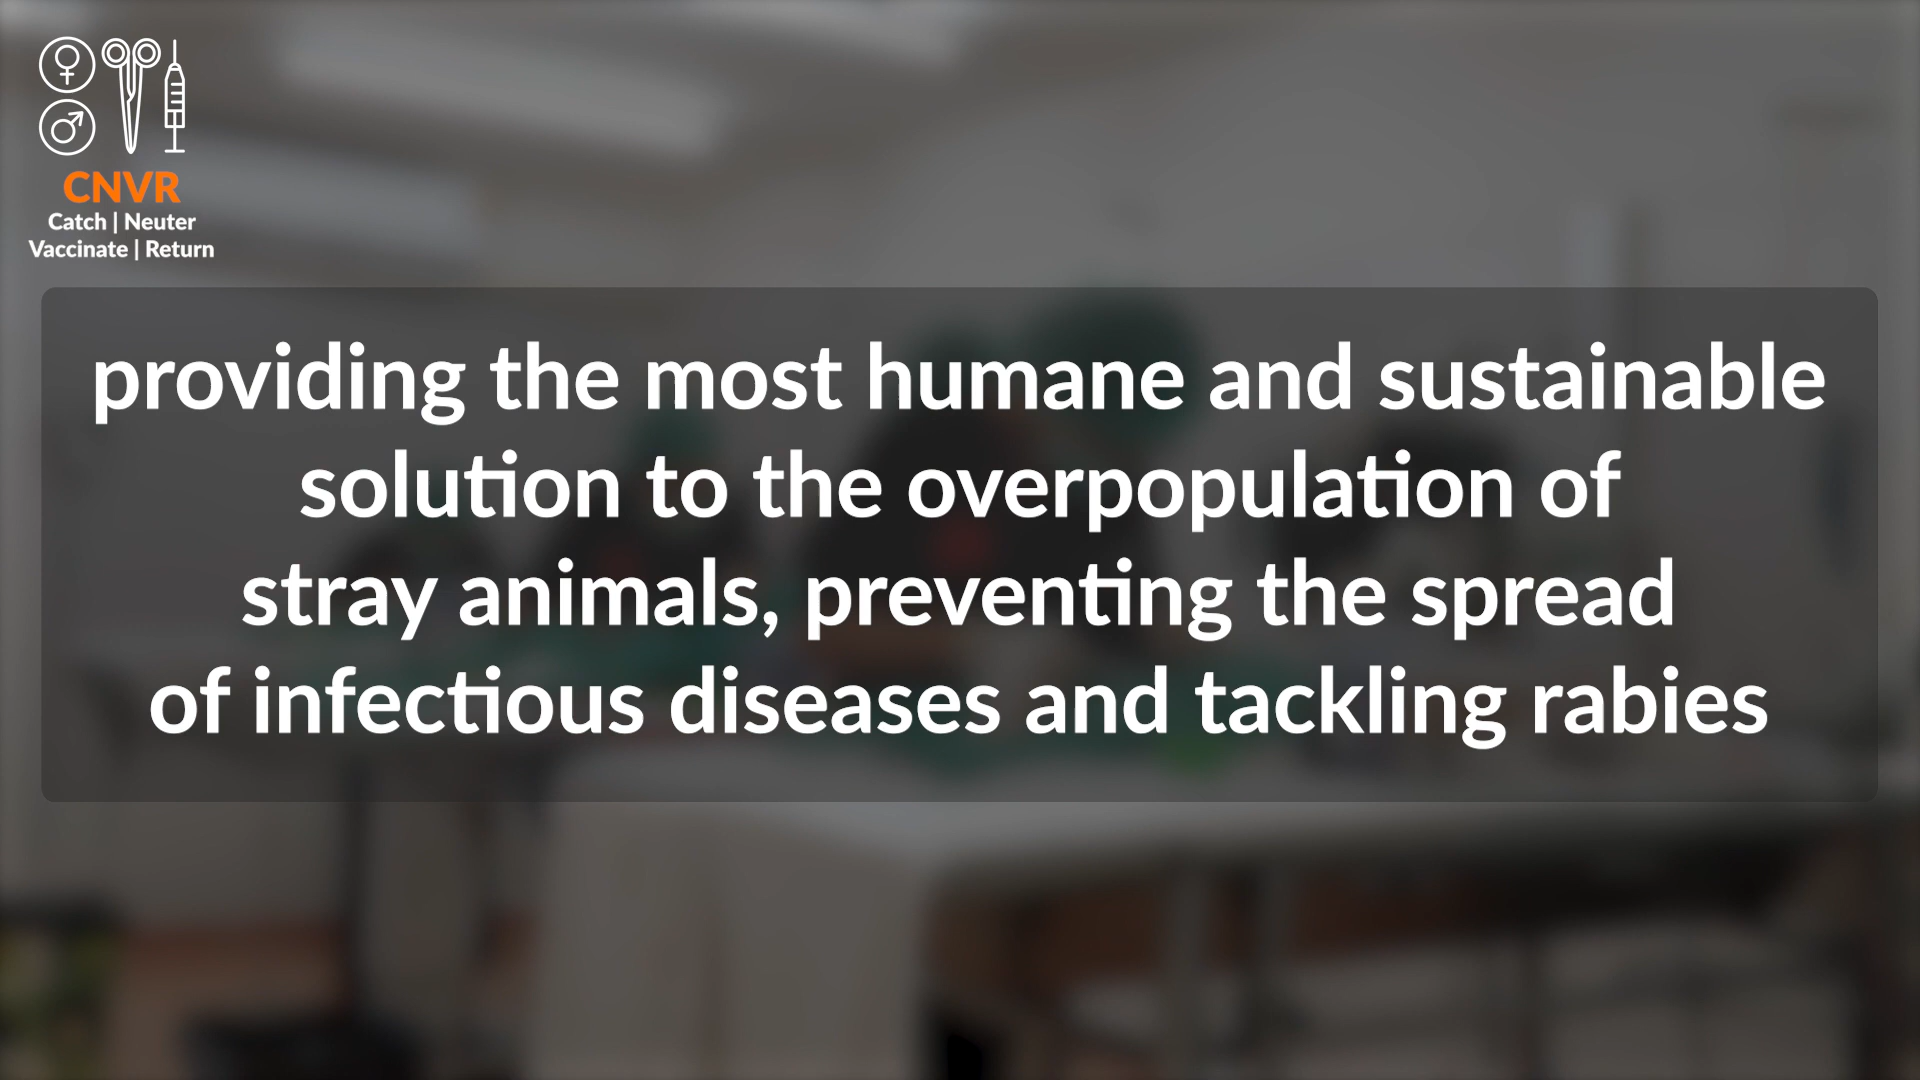 CNVR
Catch | Neuter
Vaccinate | Return
providing the most humane and sustainable
solution to the overpopulation of
stray animals, preventing the spread
of infectious diseases and tackling rabies